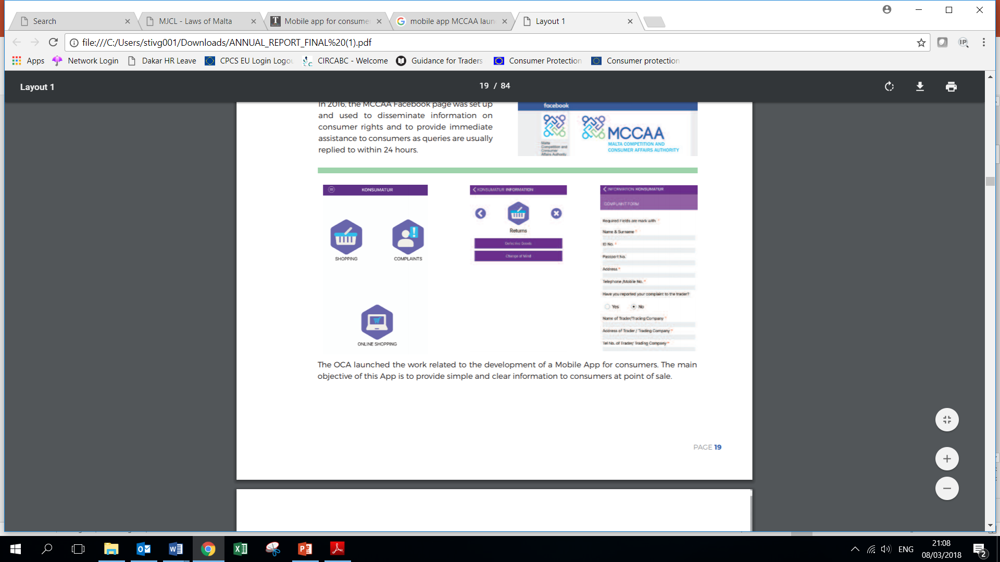 Search
MJCL - Laws of Malta
Mobile app for consume
mobile app MCCAA laun
Layout 1
file:///C:/Users/stivg001/Downloads/ANNUAL_REPORT_FINAL%20(1).pdf
Apps
Network Login
Dakar HR Leave
CPCS EU Login Logou
CIRCABC - Welcome
Guidance for Traders
Consumer Protection
Consumer protection
Layout 1
19 / 84
In 2016, the MCCAA Facebook page was set up
and used to disseminate information on
consumer rights and to provide immediate
assistance to consumers as queries are usually
replied to within 24 hours.
facebook
Malta
Competition and
Consumer
Affairs Authority
MCCAA
MALTA COMPETITION AND
CONSUMER AFFAIRS AUTHORITY
KONSUMATUR
SHOPPING
COMPLAINTS
ONLINE SHOPPING
KONSUMATUR INFORMATION
Returns
Defective Goods
Change of Mind
INFORMATION KONSUMATUR
COMPLAINT FORM
Required Fields are mark with *
Name & Surname *
ID No. *
Passport No.
Address *
Telephone /Mobile No. *
Have you reported your complaint to the trader?
Yes No
Name of Trader/Trading Company *
Address of Trader / Trading Company *
Tel No. of Trader/ Trading Company *
The OCA launched the work related to the development of a Mobile App for consumers. The main
objective of this App is to provide simple and clear information to consumers at point of sale.
PAGE 19
ENG
21:08
08/03/2018
2